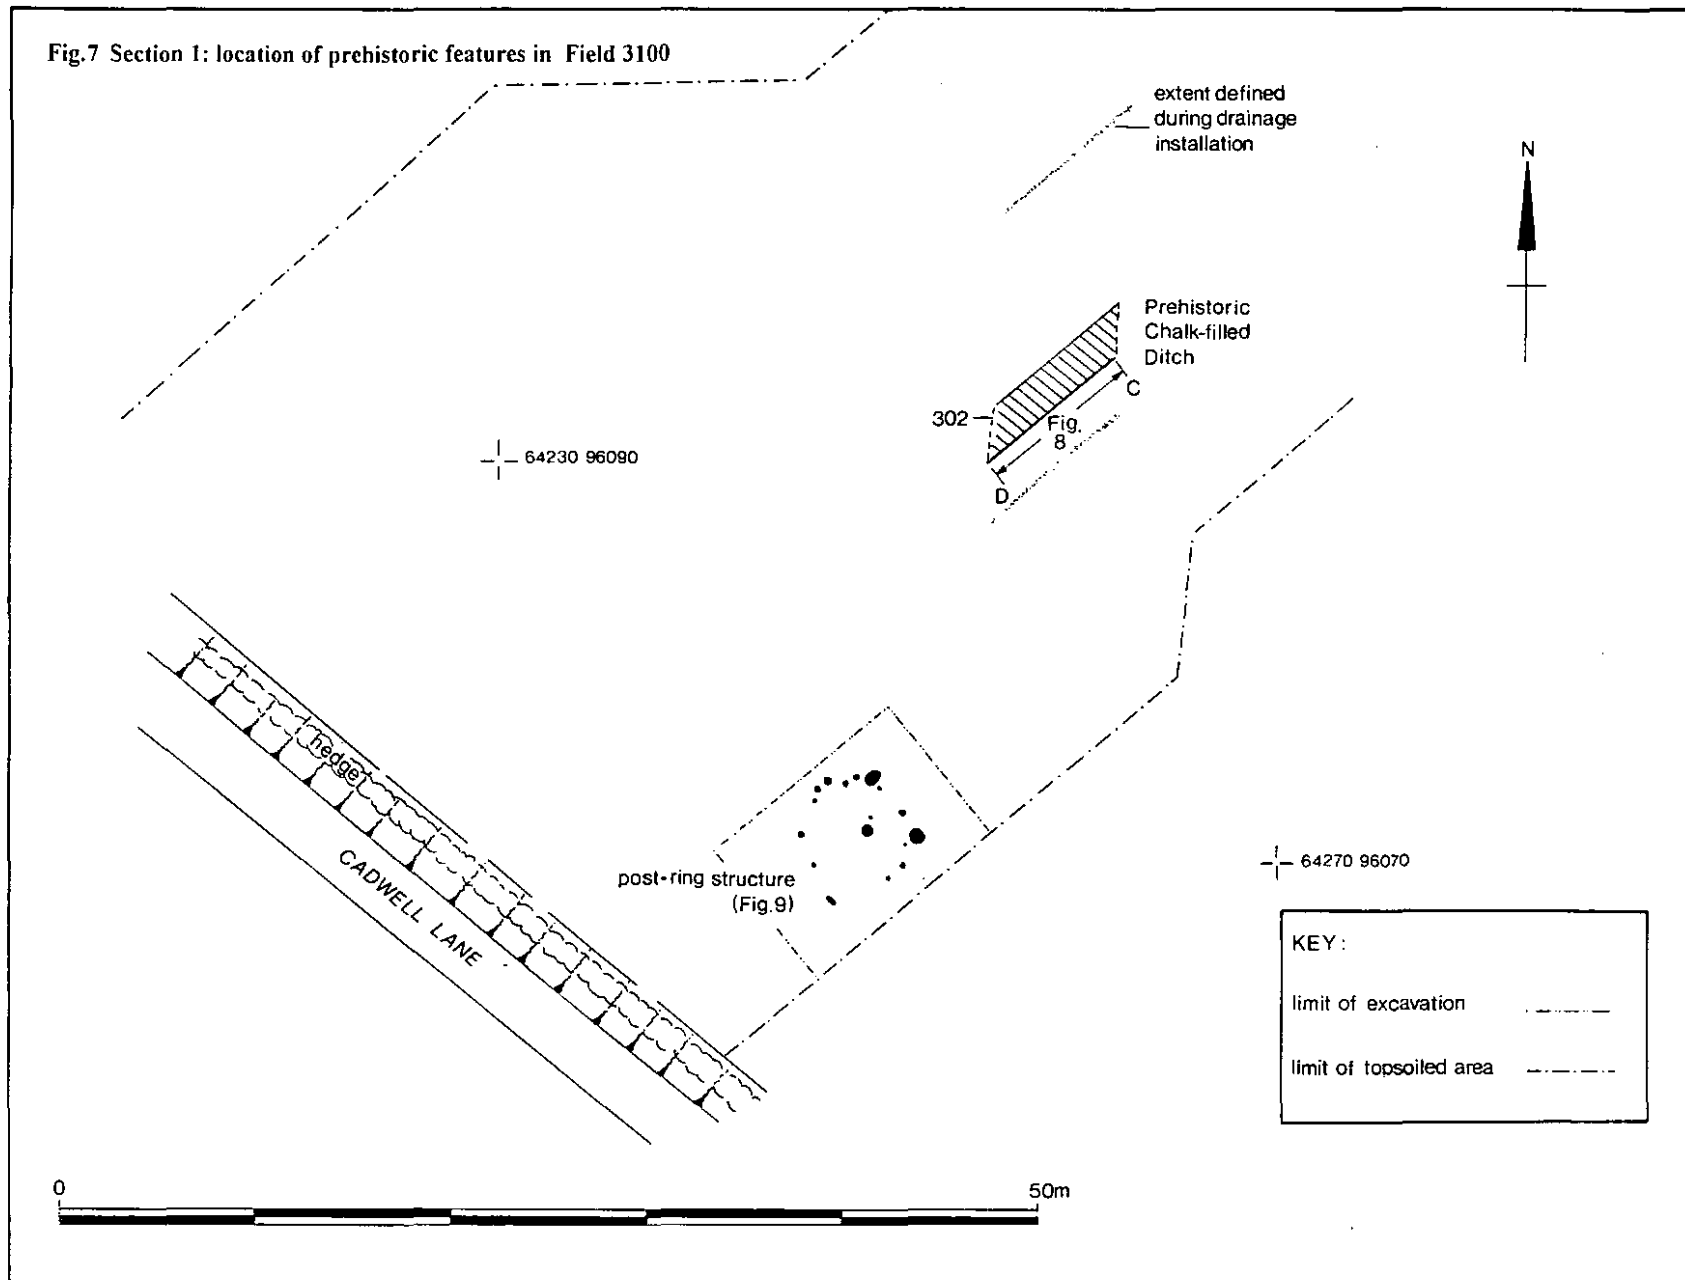 Fig.7 Section 1: location of prehistoric features in Field 3100
extent defined
during drainage
installation
N
Prehistoric
Chalk-filled
Ditch
C
302
Fig.
8
D
64230 96090
hedge
CADWELL LANE
post-ring structure
(Fig.9)
64270 96070
KEY:
limit of excavation
limit of topsoiled area
0
50m